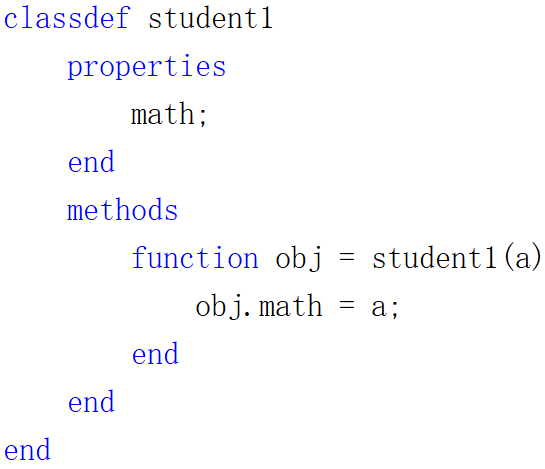 classdef student1
    properties
        math;
    end
    methods
        function obj = student1(a)
            obj.math = a;
        end
    end
end